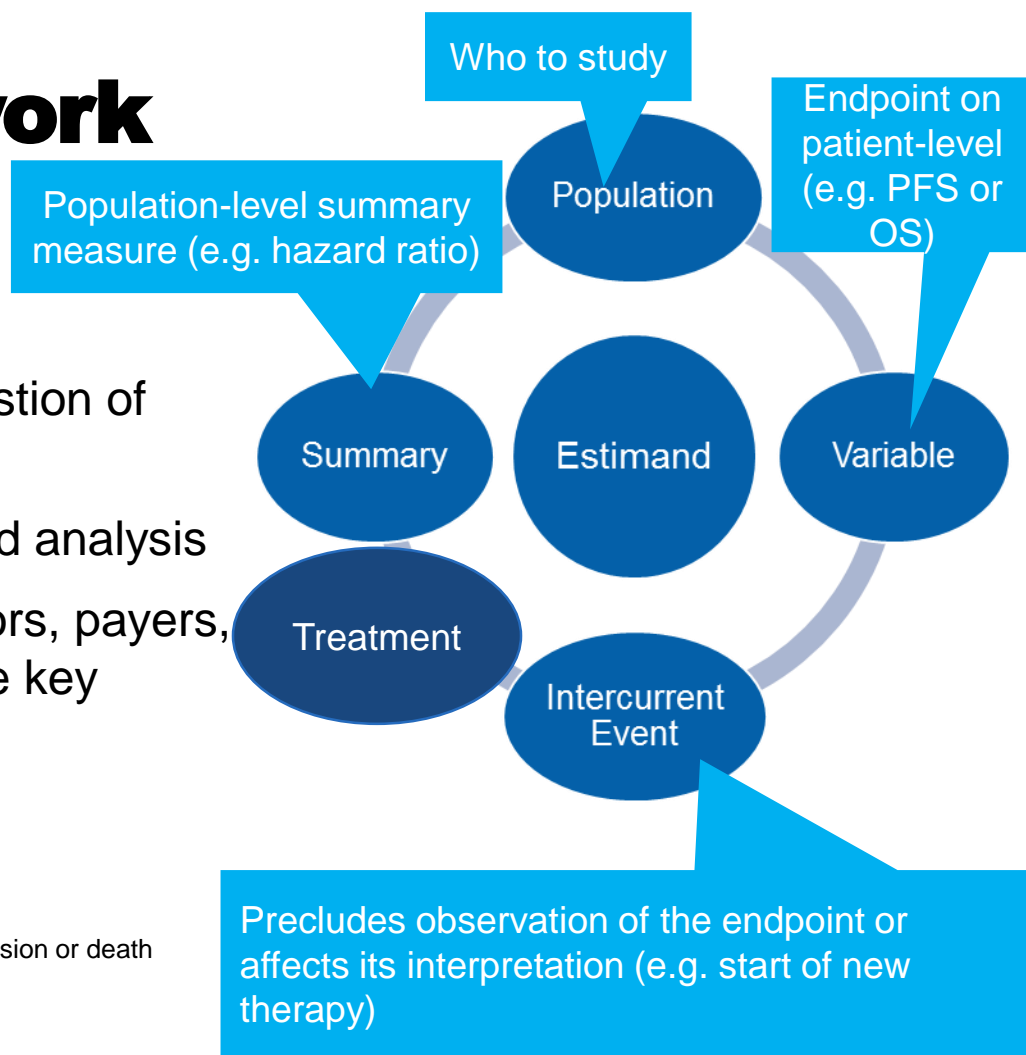 Who to study
work
Endpoint on
patient-level
(e.g. PFS or
OS)
Population-level summary
measure (e.g. hazard ratio)
Population
stion of
Summary
Estimand
Variable
d analysis
ors, payers,
e key
Treatment
Intercurrent
Event
Precludes observation of the endpoint or
affects its interpretation (e.g. start of new
therapy)
sion or death